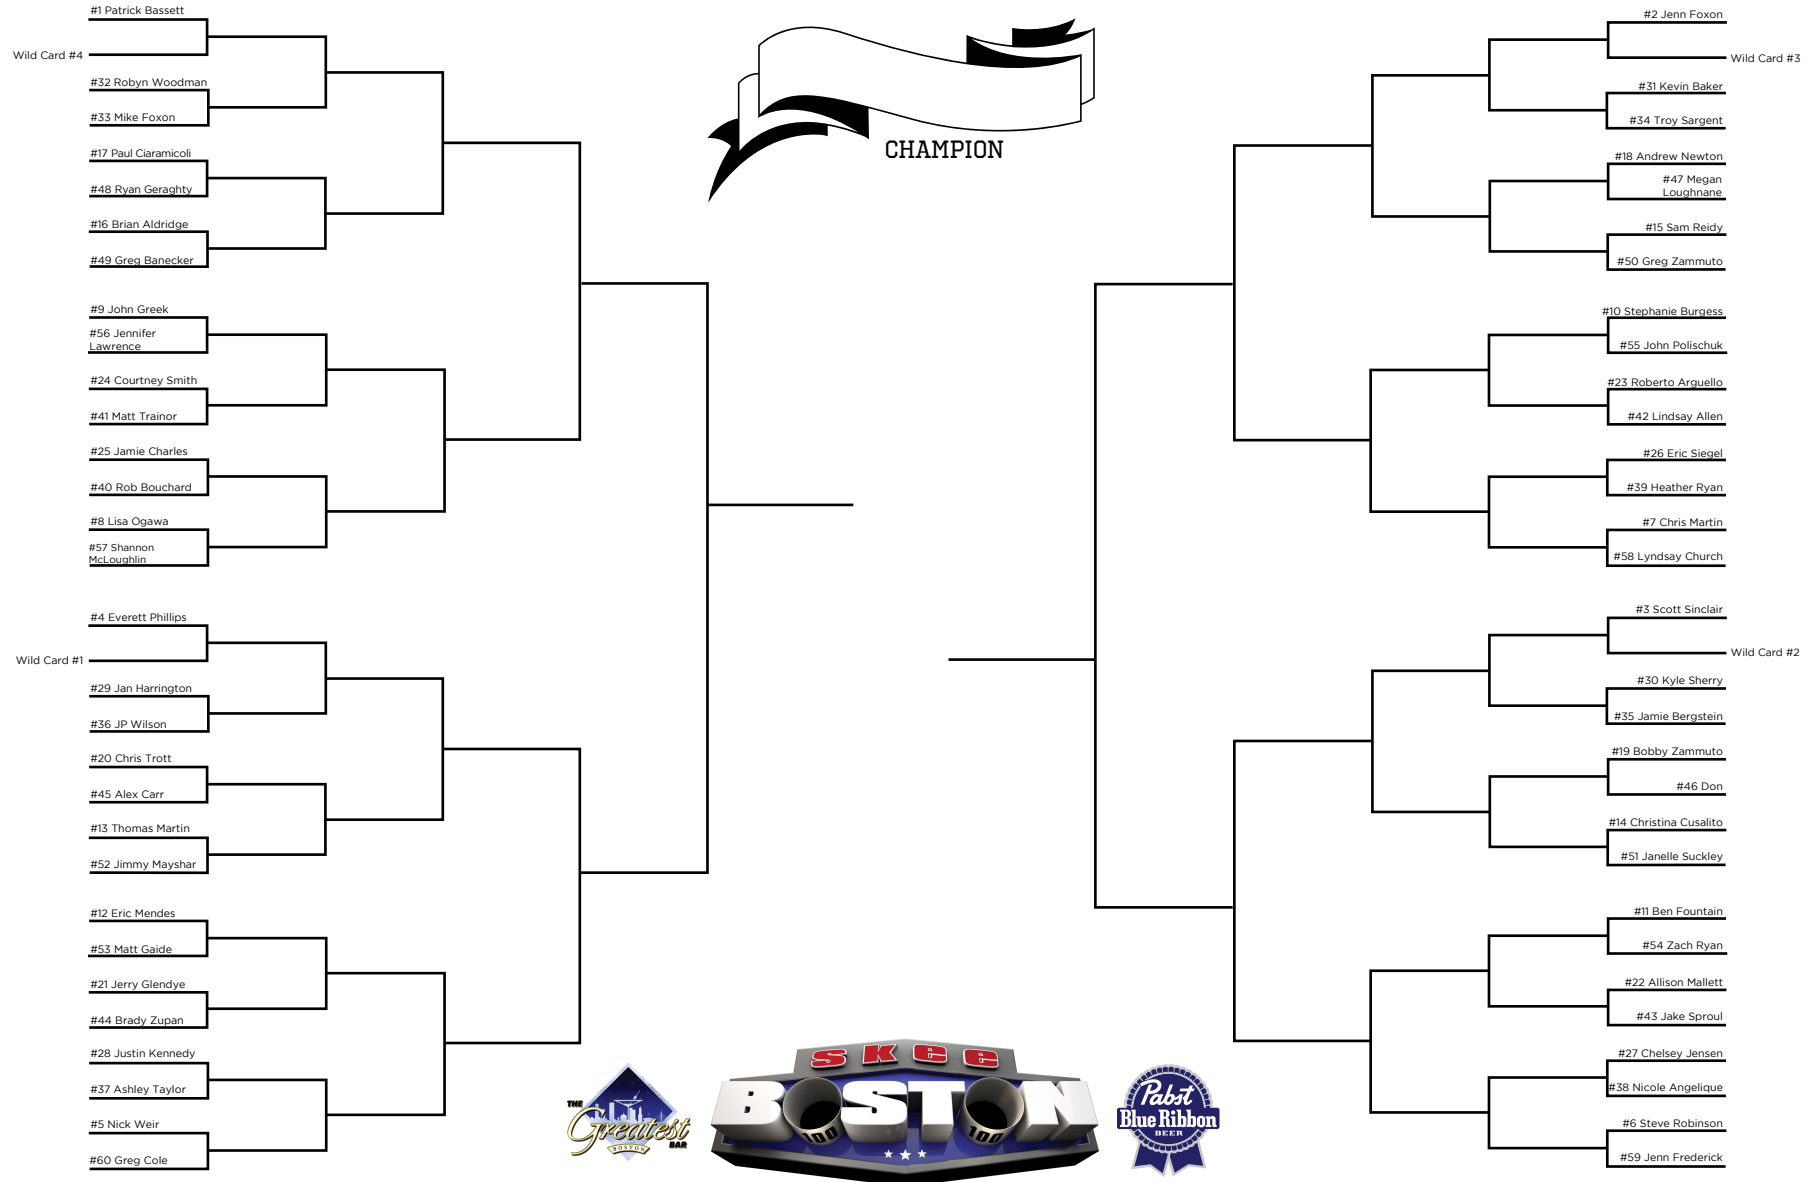 #1 Patrick Bassett
Wild Card #4
#32 Robyn Woodman
#33 Mike Foxon
#17 Paul Ciaramicoli
#48 Ryan Geraghty
#16 Brian Aldridge
#49 Greg Banecker
#9 John Greek
#56 Jennifer
Lawrence
#24 Courtney Smith
#41 Matt Trainor
#25 Jamie Charles
#40 Rob Bouchard
#8 Lisa Ogawa
#57 Shannon
McLoughlin
#4 Everett Phillips
Wild Card #1
#29 Jan Harrington
#36 JP Wilson
#20 Chris Trott
#45 Alex Carr
#13 Thomas Martin
#52 Jimmy Mayshar
#12 Eric Mendes
#53 Matt Gaide
#21 Jerry Glendye
#44 Brady Zupan
#28 Justin Kennedy
#37 Ashley Taylor
#5 Nick Weir
#60 Greg Cole
CHAMPION
THE
Greatest
BAR
BOSTON
skee
BOSTON
100 100
Pabst
Blue Ribbon
BEER
#2 Jenn Foxon
Wild Card #3
#31 Kevin Baker
#34 Troy Sargent
#18 Andrew Newton
#47 Megan
Loughnane
#15 Sam Reidy
#50 Greg Zammuto
#10 Stephanie Burgess
#55 John Polischuk
#23 Roberto Arguello
#42 Lindsay Allen
#26 Eric Siegel
#39 Heather Ryan
#7 Chris Martin
#58 Lyndsay Church
#3 Scott Sinclair
Wild Card #2
#30 Kyle Sherry
#35 Jamie Bergstein
#19 Bobby Zammuto
#46 Don
#14 Christina Cusalito
#51 Janelle Suckley
#11 Ben Fountain
#54 Zach Ryan
#22 Allison Mallett
#43 Jake Sproul
#27 Chelsey Jensen
#38 Nicole Angelique
#6 Steve Robinson
#59 Jenn Frederick